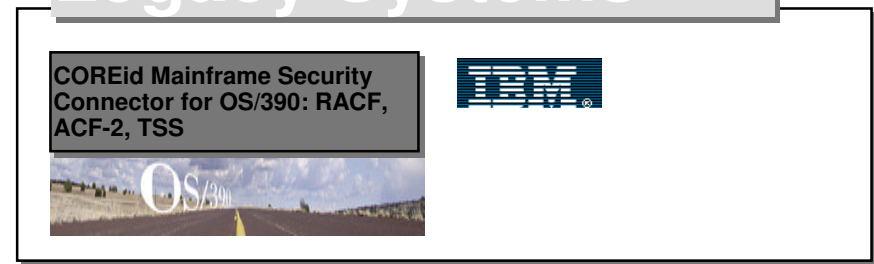 Legacy Systems
COREid Mainframe Security
Connector for OS/390: RACF,
ACF-2, TSS
IBM®
OS/390